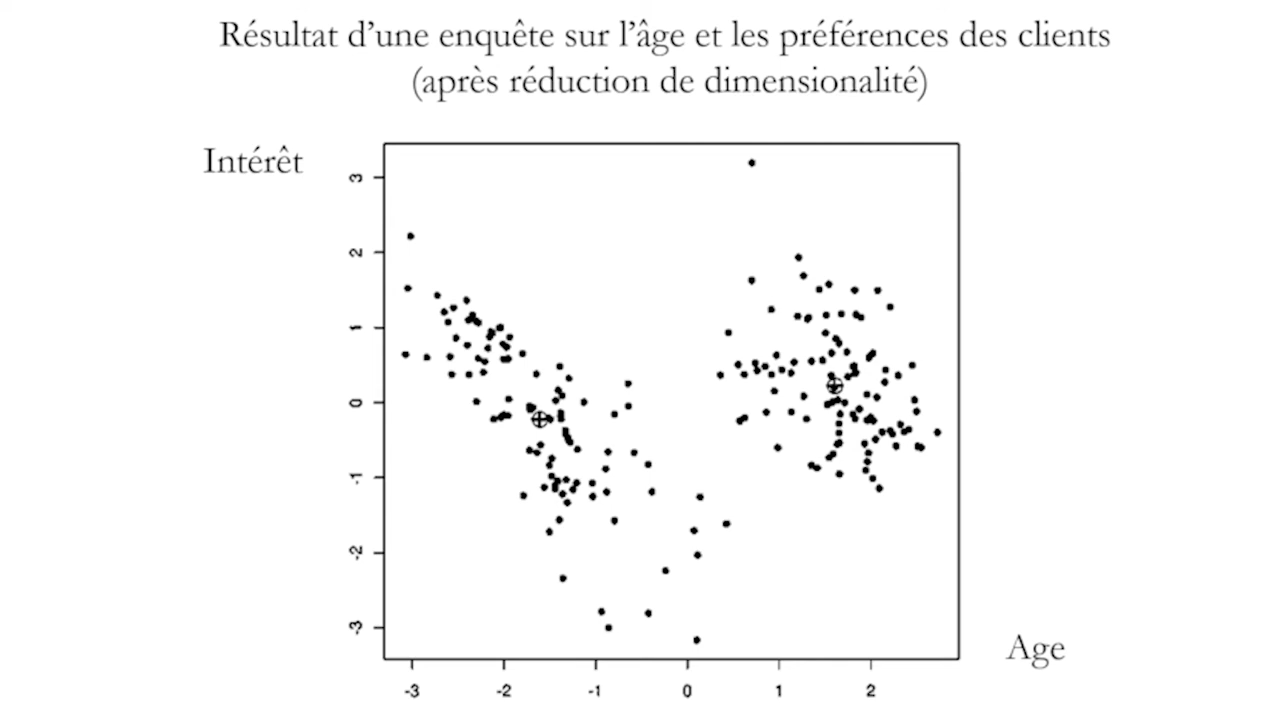 Résultat d'une enquête sur l'âge et les préférences des clients
(après réduction de dimensionalité)
Intérêt
3
2
1
0
-1
-2
-3
Age
-3 -2 -1 0 1 2